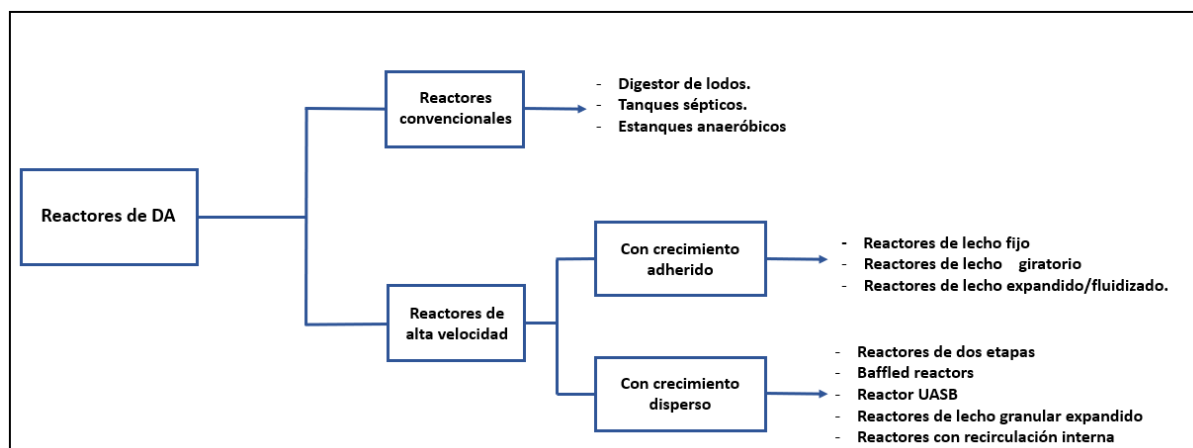 Reactores de DA
Reactores
convencionales
- Digestor de lodos.
- Tanques sépticos.
- Estanques anaeróbicos
Reactores de
alta velocidad
Con crecimiento
adherido
- Reactores de lecho fijo
- Reactores de lecho giratorio
- Reactores de lecho expandido/fluidizado.
Con crecimiento
disperso
- Reactores de dos etapas
- Baffled reactors
- Reactor UASB
- Reactores de lecho granular expandido
- Reactores con recirculación interna